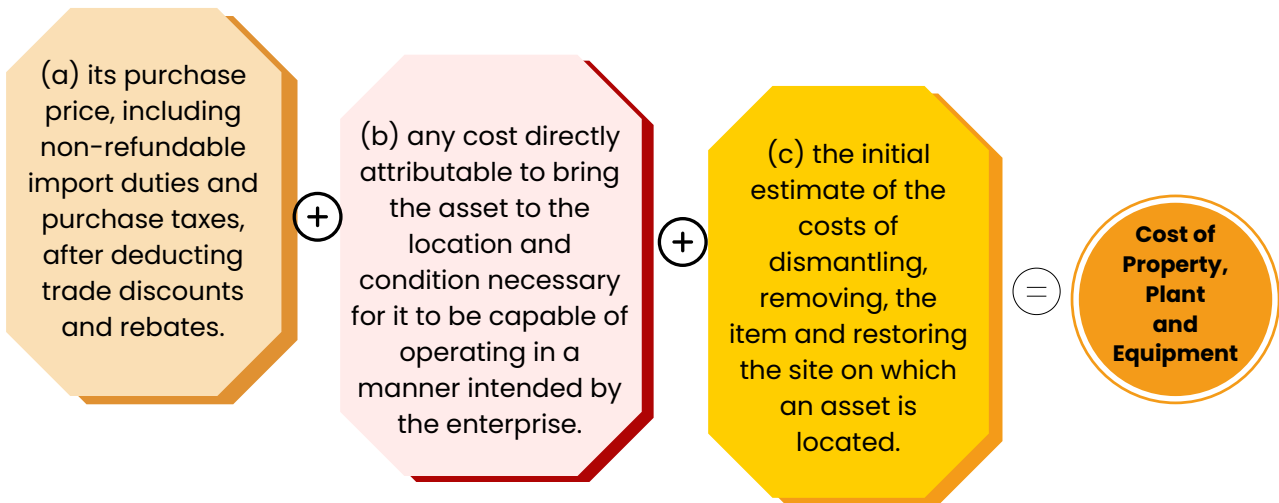 (a) its purchase
price, including
non-refundable
import duties and
purchase taxes,
after deducting
trade discounts
and rebates.
+
(b) any cost directly
attributable to bring
the asset to the
location and
condition necessary
for it to be capable of
operating in a
manner intended by
the enterprise.
+
(c) the initial
estimate of the
costs of
dismantling,
removing, the
item and restoring
the site on which
an asset is
located.
=
Cost of
Property,
Plant
and
Equipment